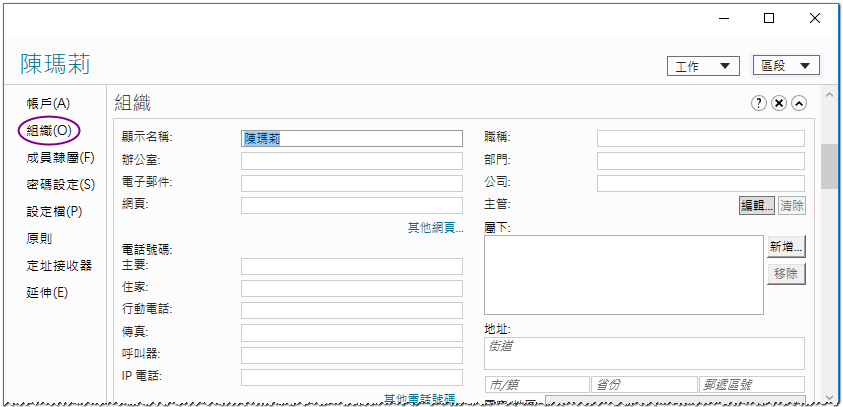 陳瑪莉
工作
區段
帳戶(A)
組織(O)
成員隸屬(F)
密碼設定(S)
設定檔(P)
原則
定址接收器
延伸(E)
組織
顯示名稱:
陳瑪莉
辦公室:
電子郵件:
網頁:
其他網頁...
電話號碼:
主要:
住家:
行動電話:
傳真:
呼叫器:
IP 電話:
其他電話號碼...
職稱:
部門:
公司:
主管:
編輯...
清除
屬下:
新增...
移除
地址:
街道
市/鎮
省份
郵遞區號